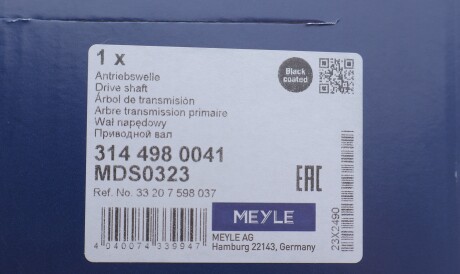 1 x
Black
coated
Antriebswelle
Drive shaft
Árbol de transmisión
Arbre transmission primaire
Wał napędowy
Приводной вал
314 498 0041
MDS0323
Ref. No. 33 20 7 598 037
EAC
MEYLE
MEYLE AG
Hamburg 22143, Germany
4 040074 339947
23X2490